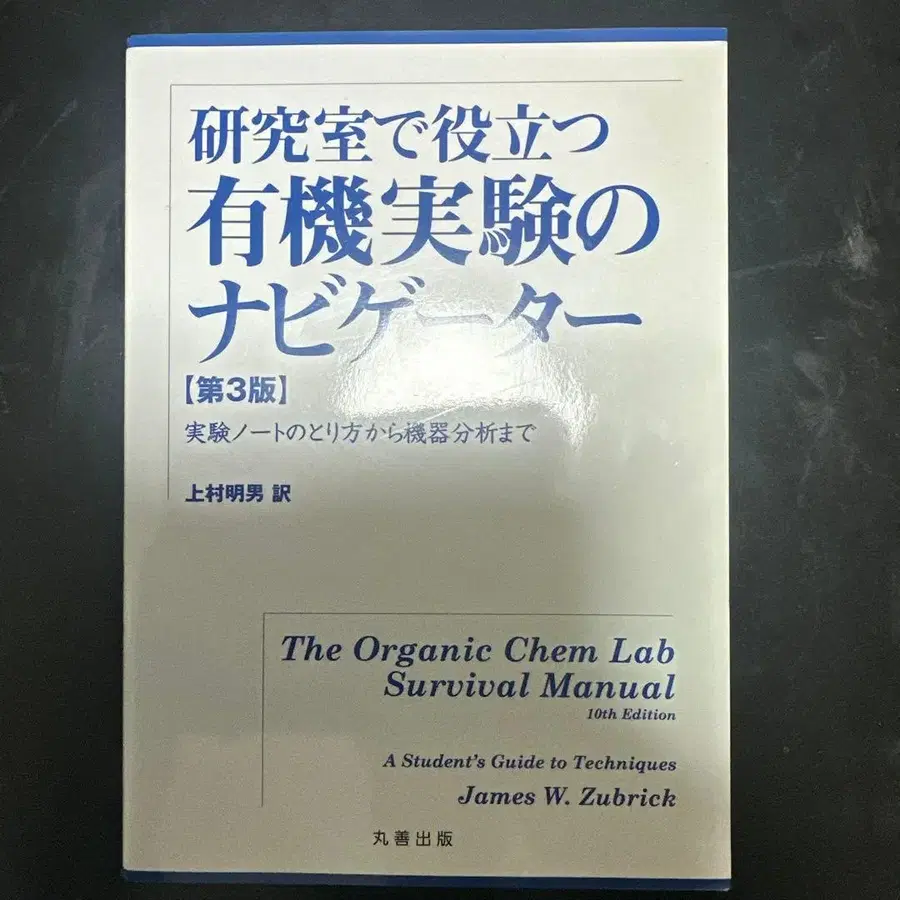 研究室で役立つ
有機実験の
ナビゲーター
【第3版】
実験ノートのとり方から機器分析まで
上村明男 訳
The Organic Chem Lab
Survival Manual
10th Edition
A Student's Guide to Techniques
James W. Zubrick
丸善出版